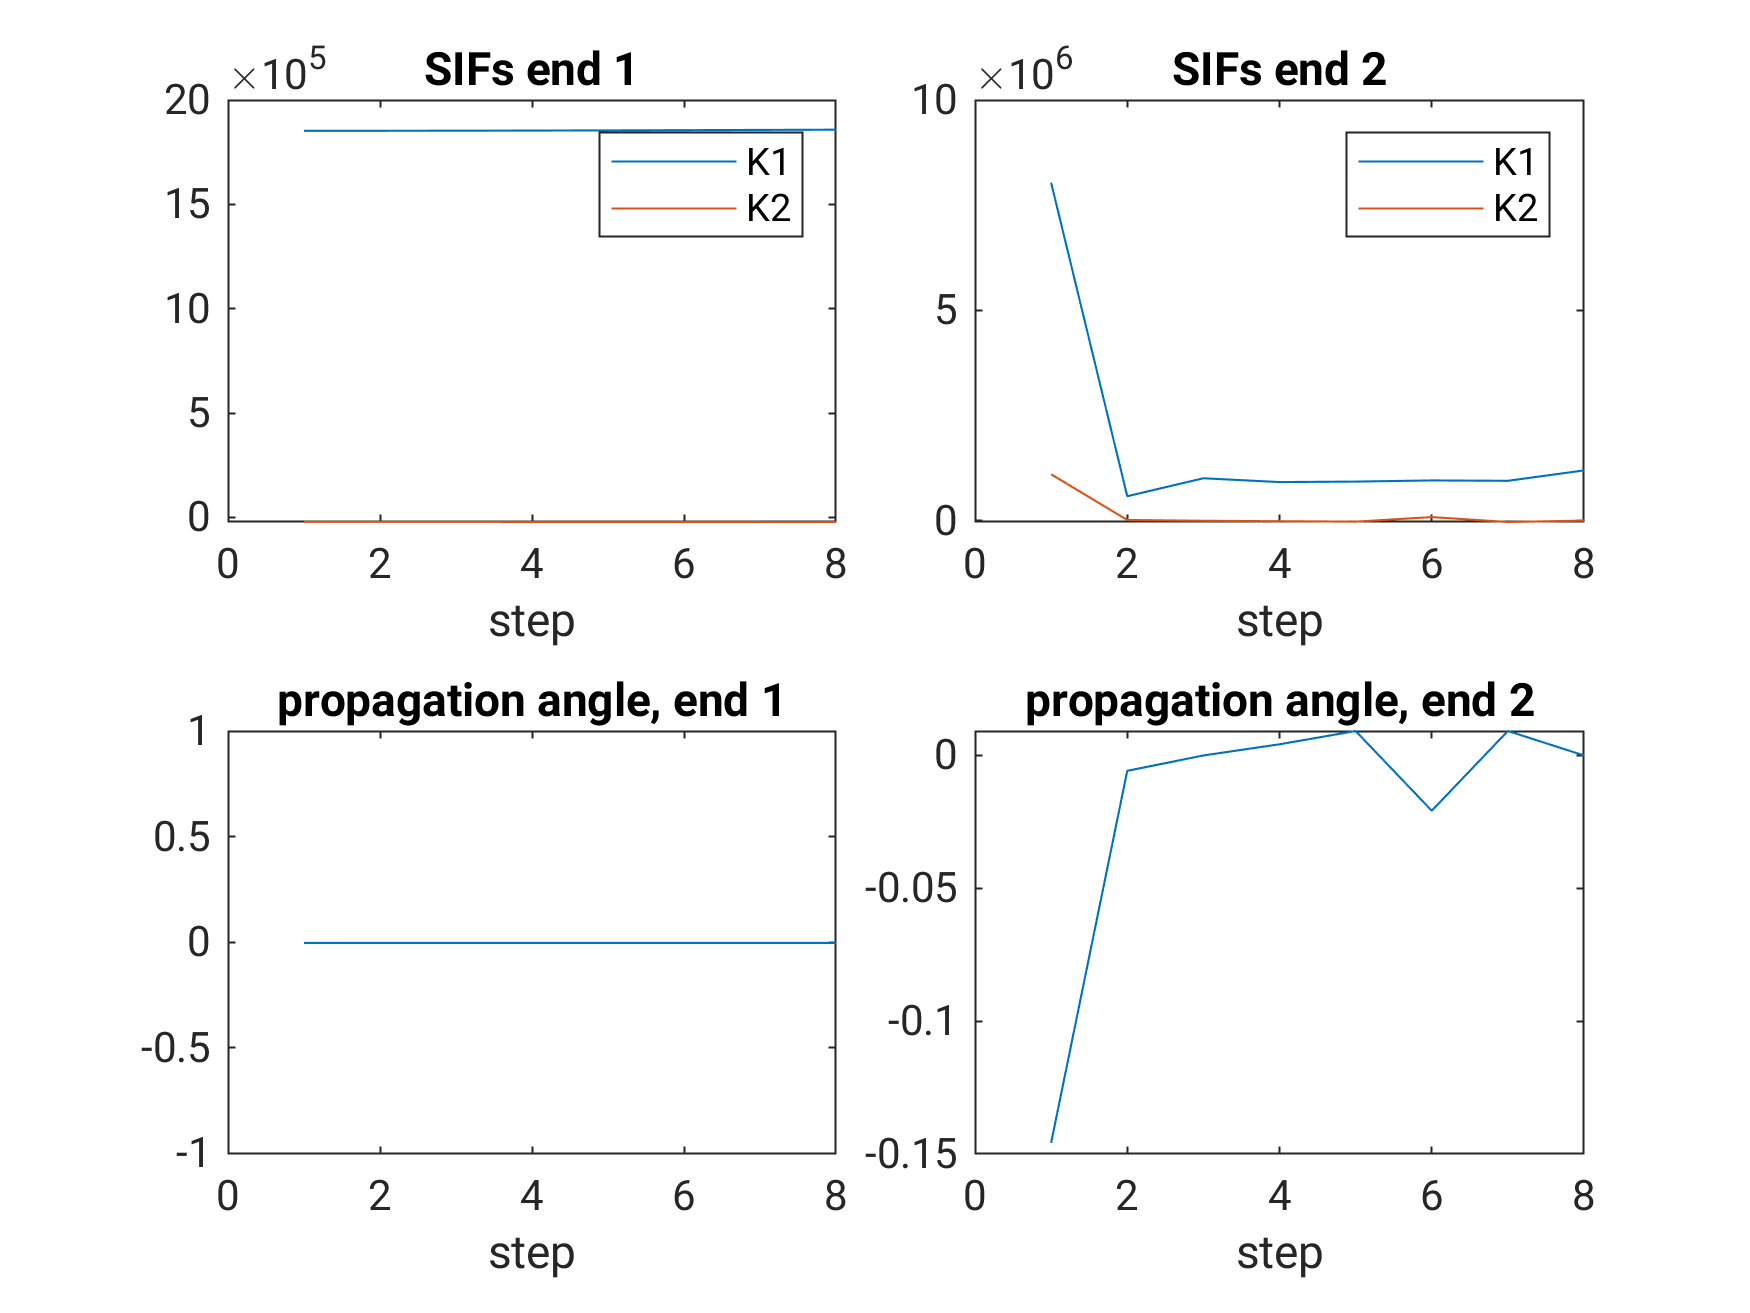 ×10^5 SIFs end 1
20
15
10
5
0
0 2 4 6 8
step
K1
K2
×10^6 SIFs end 2
10
5
0
0 2 4 6 8
step
K1
K2
propagation angle, end 1
1
0.5
0
-0.5
-1
0 2 4 6 8
step
propagation angle, end 2
0
-0.05
-0.1
-0.15
0 2 4 6 8
step